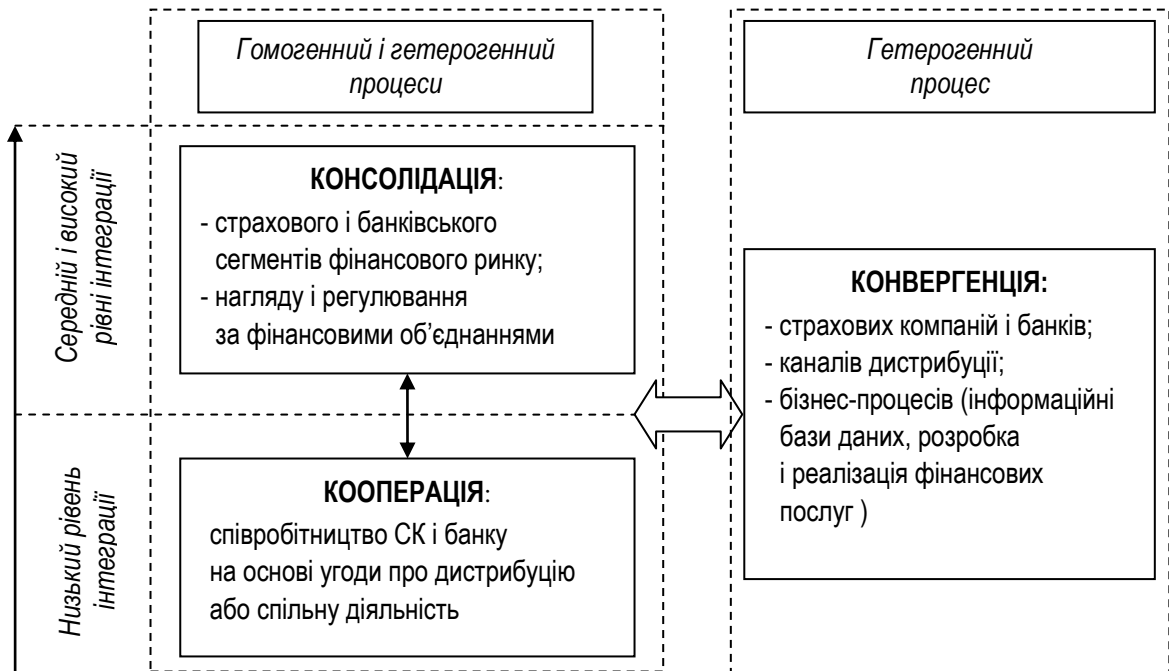 Гомогенний і гетерогенний
процеси
Гетерогенний
процес
Середній і високий
рівні інтеграції
КОНСОЛІДАЦІЯ:
- страхового і банківського
сегментів фінансового ринку;
- нагляду і регулювання
за фінансовими об’єднаннями
КОНВЕРГЕНЦІЯ:
- страхових компаній і банків;
- каналів дистрибуції;
- бізнес-процесів (інформаційні
бази даних, розробка
і реалізація фінансових
послуг )
Низький рівень
інтеграції
КООПЕРАЦІЯ:
співробітництво СК і банку
на основі угоди про дистрибуцію
або спільну діяльність